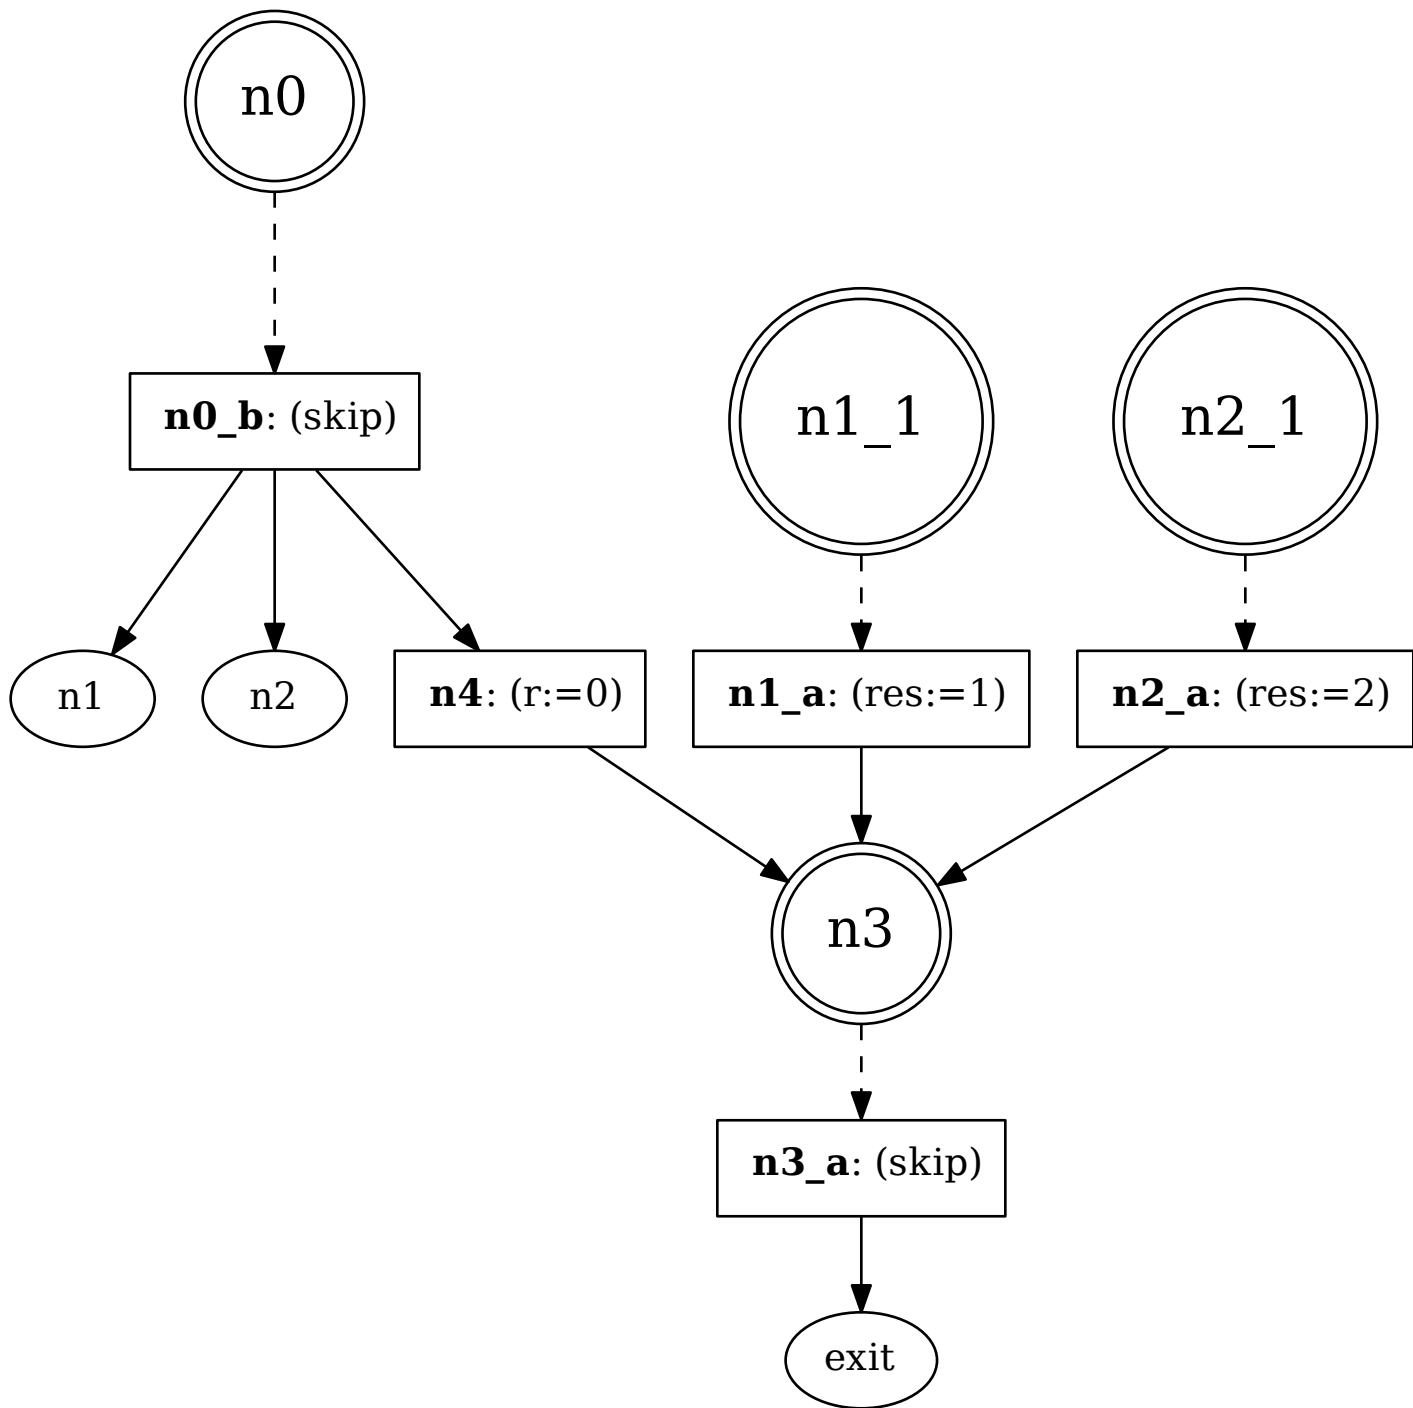 n0
n0_b: (skip)
n1_1
n2_1
n1
n2
n4: (r:=0)
n1_a: (res:=1)
n2_a: (res:=2)
n3
n3_a: (skip)
exit